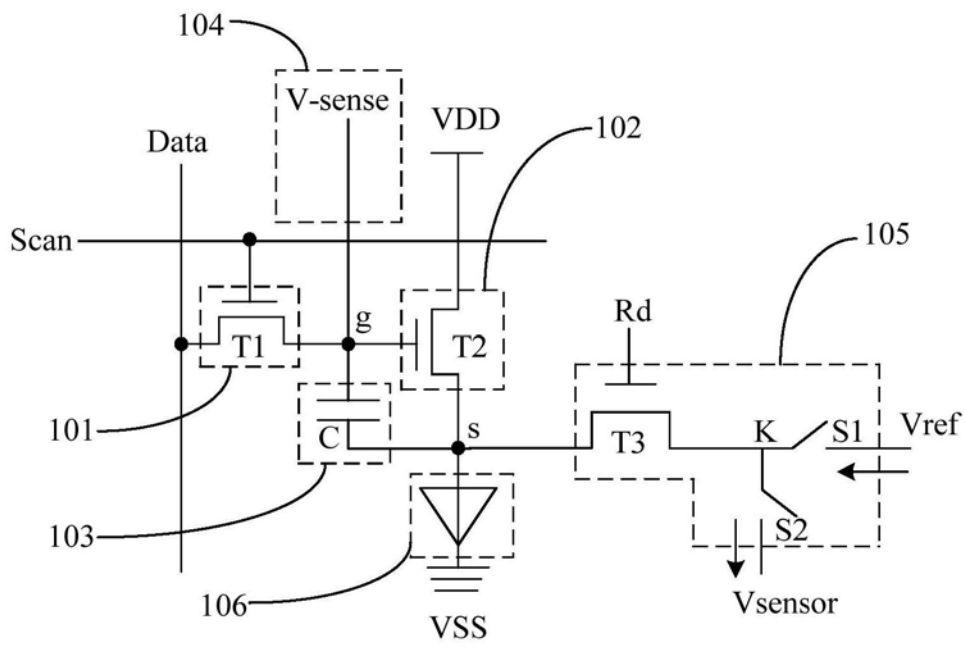 104
V-sense
VDD
102
Data
Scan
105
g
Rd
T1
T2
101
C
s
T3
K
S1
Vref
103
S2
106
VSS
Vsensor